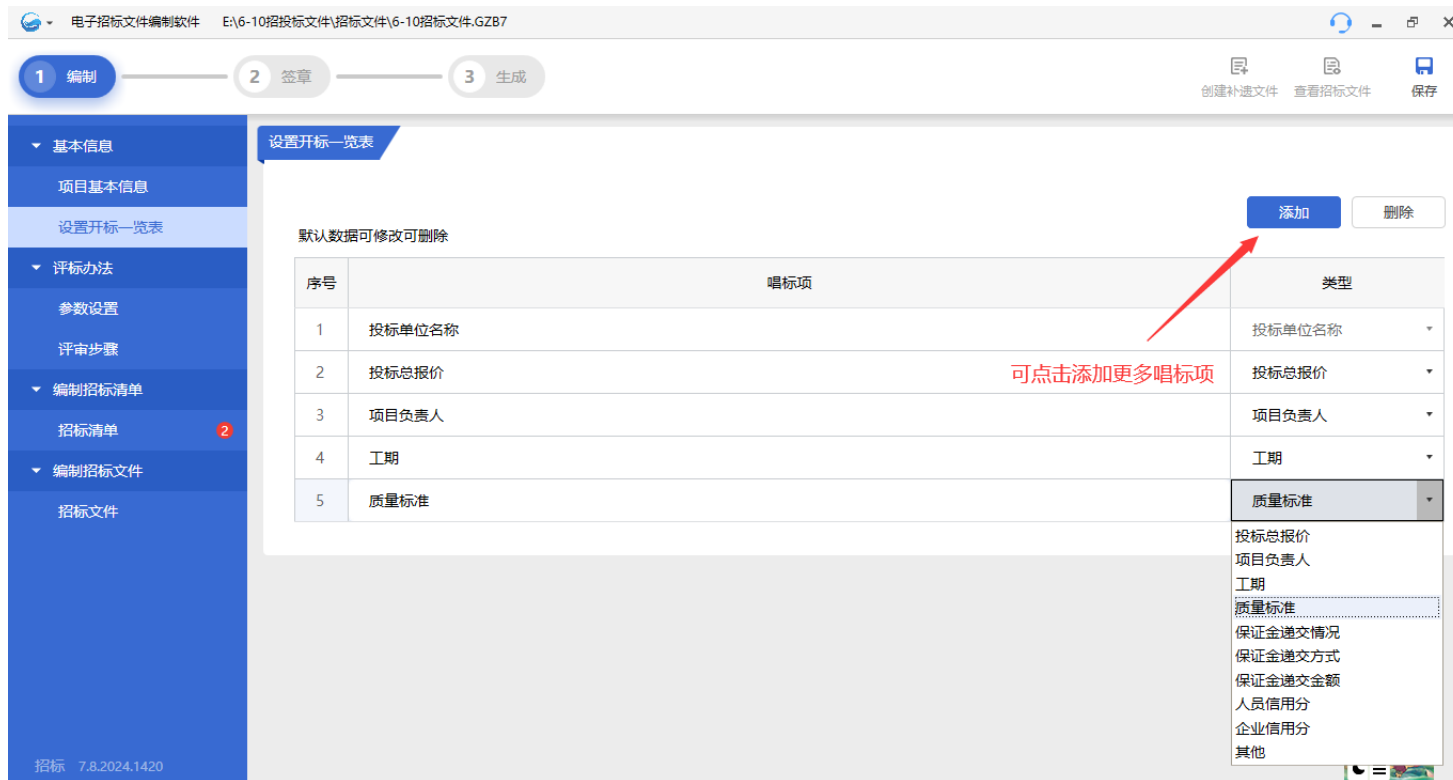 电子招标文件编制软件 E:\6-10招投标文件\招标文件\6-10招标文件.GZB7
1 编制 2 签章 3 生成
创建补遗文件 查看招标文件 保存
基本信息
项目基本信息
设置开标一览表
评标办法
参数设置
评审步骤
编制招标清单
招标清单 2
编制招标文件
招标文件
招标 7.8.2024.1420
设置开标一览表
添加 删除
默认数据可修改可删除
序号 唱标项 类型
1 投标单位名称 投标单位名称
2 投标总报价 投标总报价
3 项目负责人 项目负责人
4 工期 工期
5 质量标准 质量标准
可点击添加更多唱标项
投标总报价
项目负责人
工期
质量标准
保证金递交情况
保证金递交方式
保证金递交金额
人员信用分
企业信用分
其他